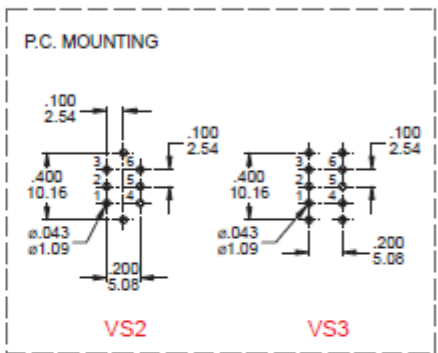 P.C. MOUNTING
.100
2.54
.100
2.54
.100
2.54
3 6
2 5
1 4
3 6
2 5
1 4
.400
10.16
.400
10.16
ø.043
ø1.09
ø.043
ø1.09
.200
5.08
.200
5.08
VS2
VS3